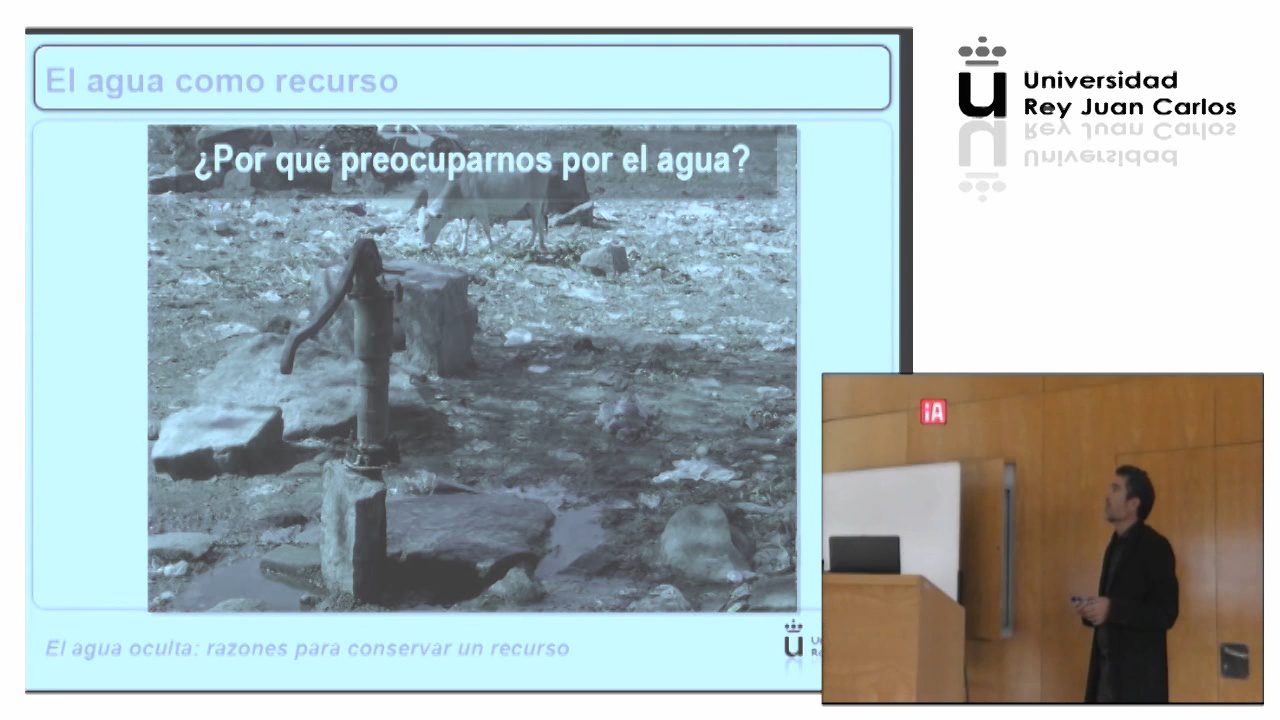 El agua como recurso
¿Por qué preocuparnos por el agua?
El agua oculta: razones para conservar un recurso
Universidad
Rey Juan Carlos
iA